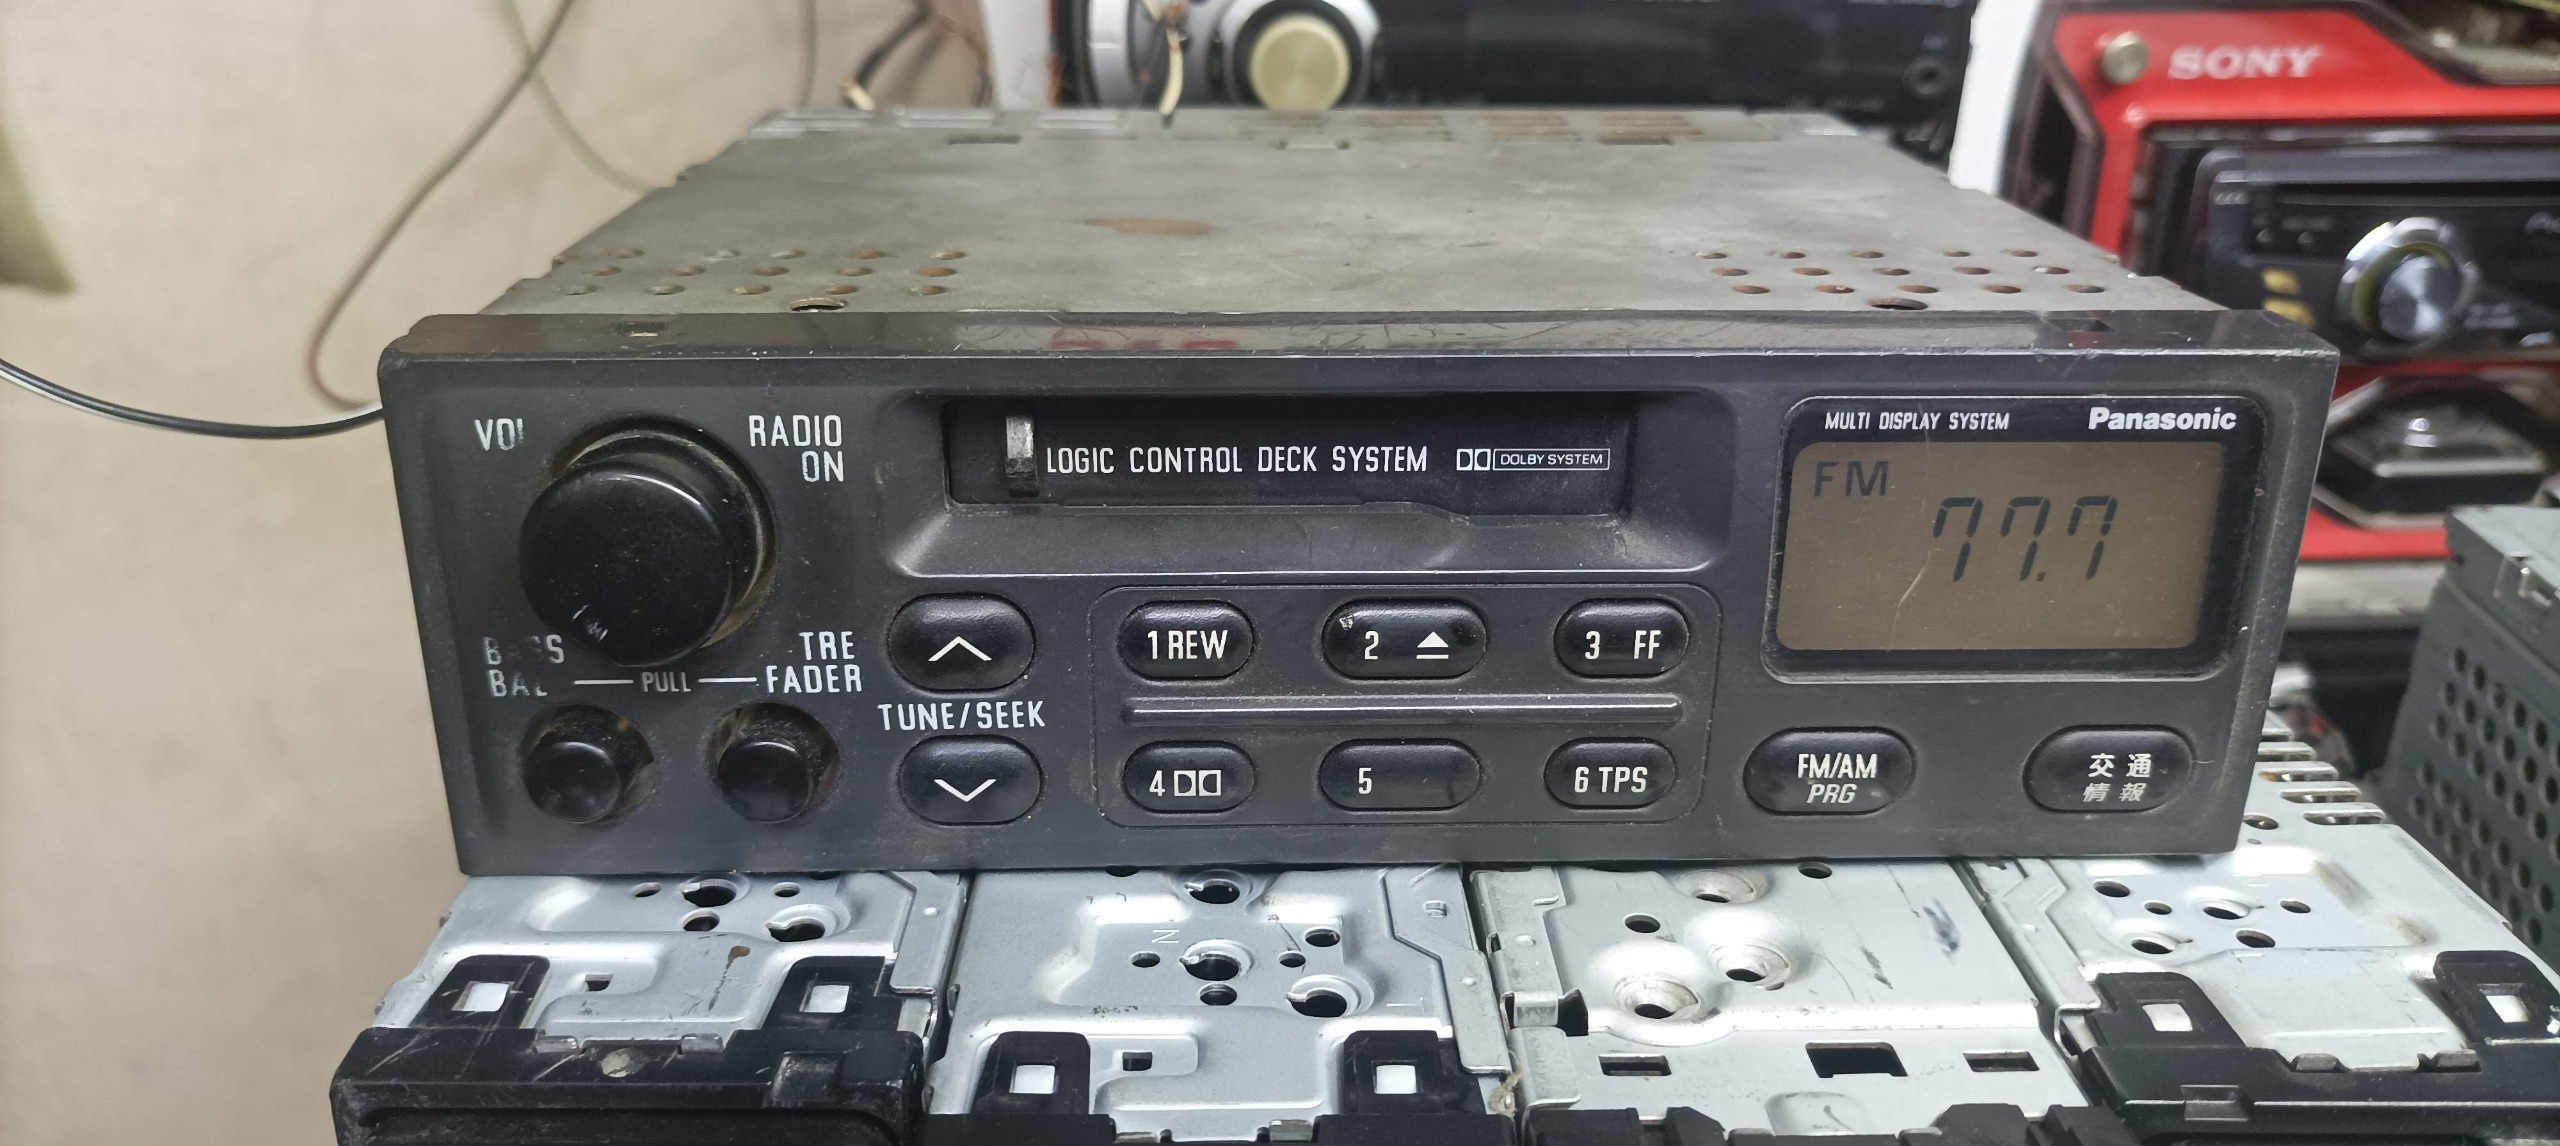 SONY
VOL
RADIO
ON
LOGIC CONTROL DECK SYSTEM
DOLBY SYSTEM
MULTI DISPLAY SYSTEM
Panasonic
FM
77.7
BASS
BAL
PULL
TRE
FADER
TUNE/SEEK
1 REW
2
3 FF
4
5
6 TPS
FM/AM
PRG
交通
情報